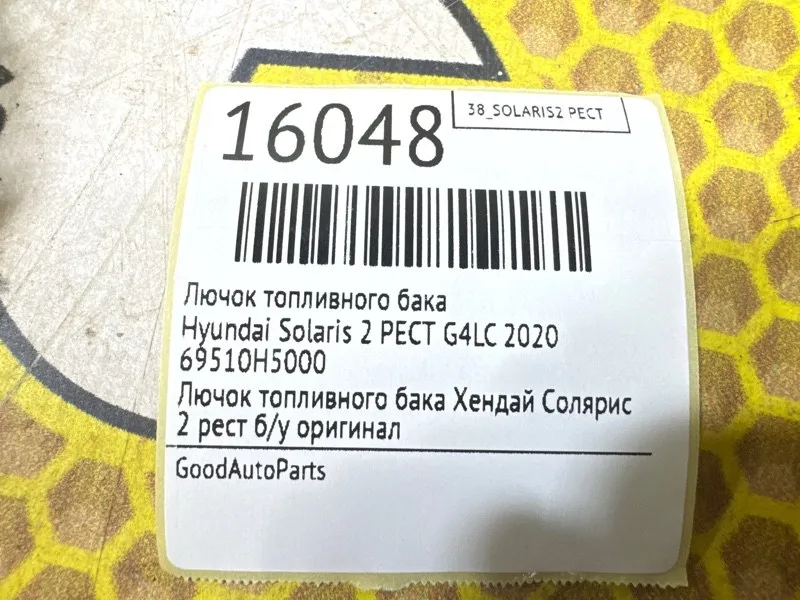 16048
38_SOLARIS2 РЕСТ
Лючок топливного бака
Hyundai Solaris 2 РЕСТ G4LC 2020
69510H5000
Лючок топливного бака Хендай Солярис
2 рест б/у оригинал
GoodAutoParts